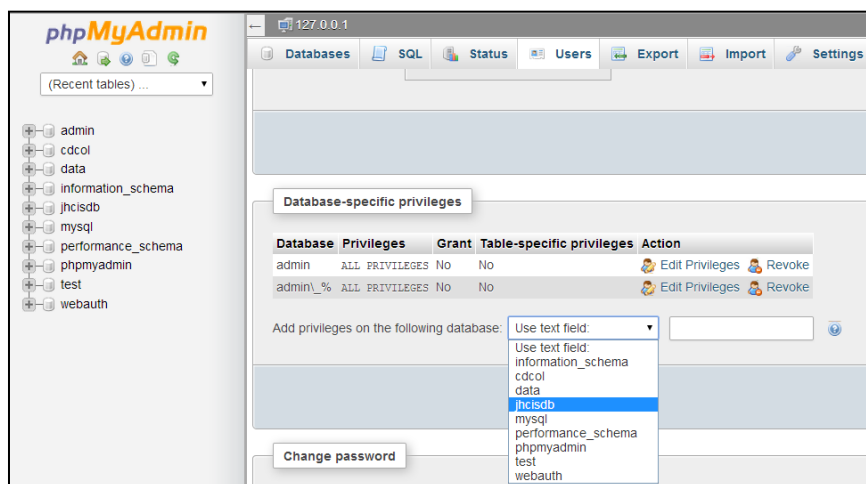 phpMyAdmin
(Recent tables) ...
admin
cdcol
data
information_schema
jhcisdb
mysql
performance_schema
phpmyadmin
test
webauth
127.0.0.1
Databases SQL Status Users Export Import Settings
Database-specific privileges
Database Privileges Grant Table-specific privileges Action
admin ALL PRIVILEGES No No Edit Privileges Revoke
admin\_% ALL PRIVILEGES No No Edit Privileges Revoke
Add privileges on the following database: Use text field:
Use text field:
information_schema
cdcol
data
jhcisdb
mysql
performance_schema
phpmyadmin
test
webauth
Change password